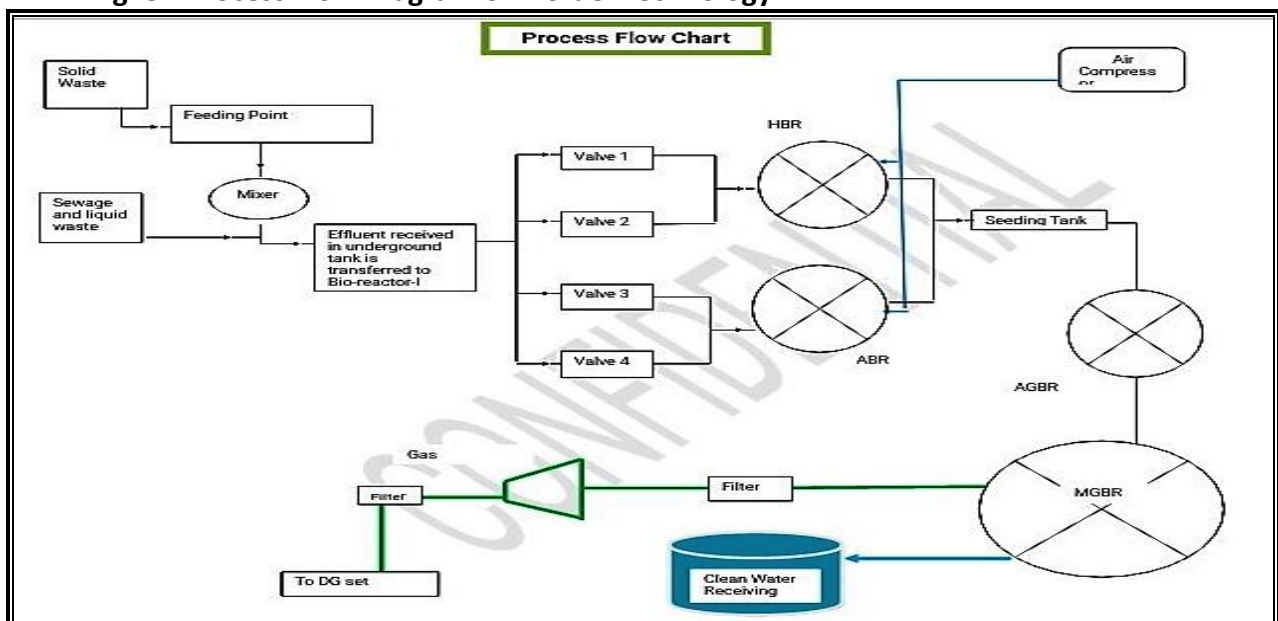 Process Flow Chart
Solid
Waste
Feeding Point
Mixer
Sewage
and liquid
waste
Effluent received
in underground
tank is
transferred to
Bio-reactor-I
Valve 1
Valve 2
Valve 3
Valve 4
HBR
ABR
Air
Compress
or
Seeding Tank
AGBR
MGBR
Filter
Gas
Filter
To DG set
Clean Water
Receiving
CONFIDENTIAL